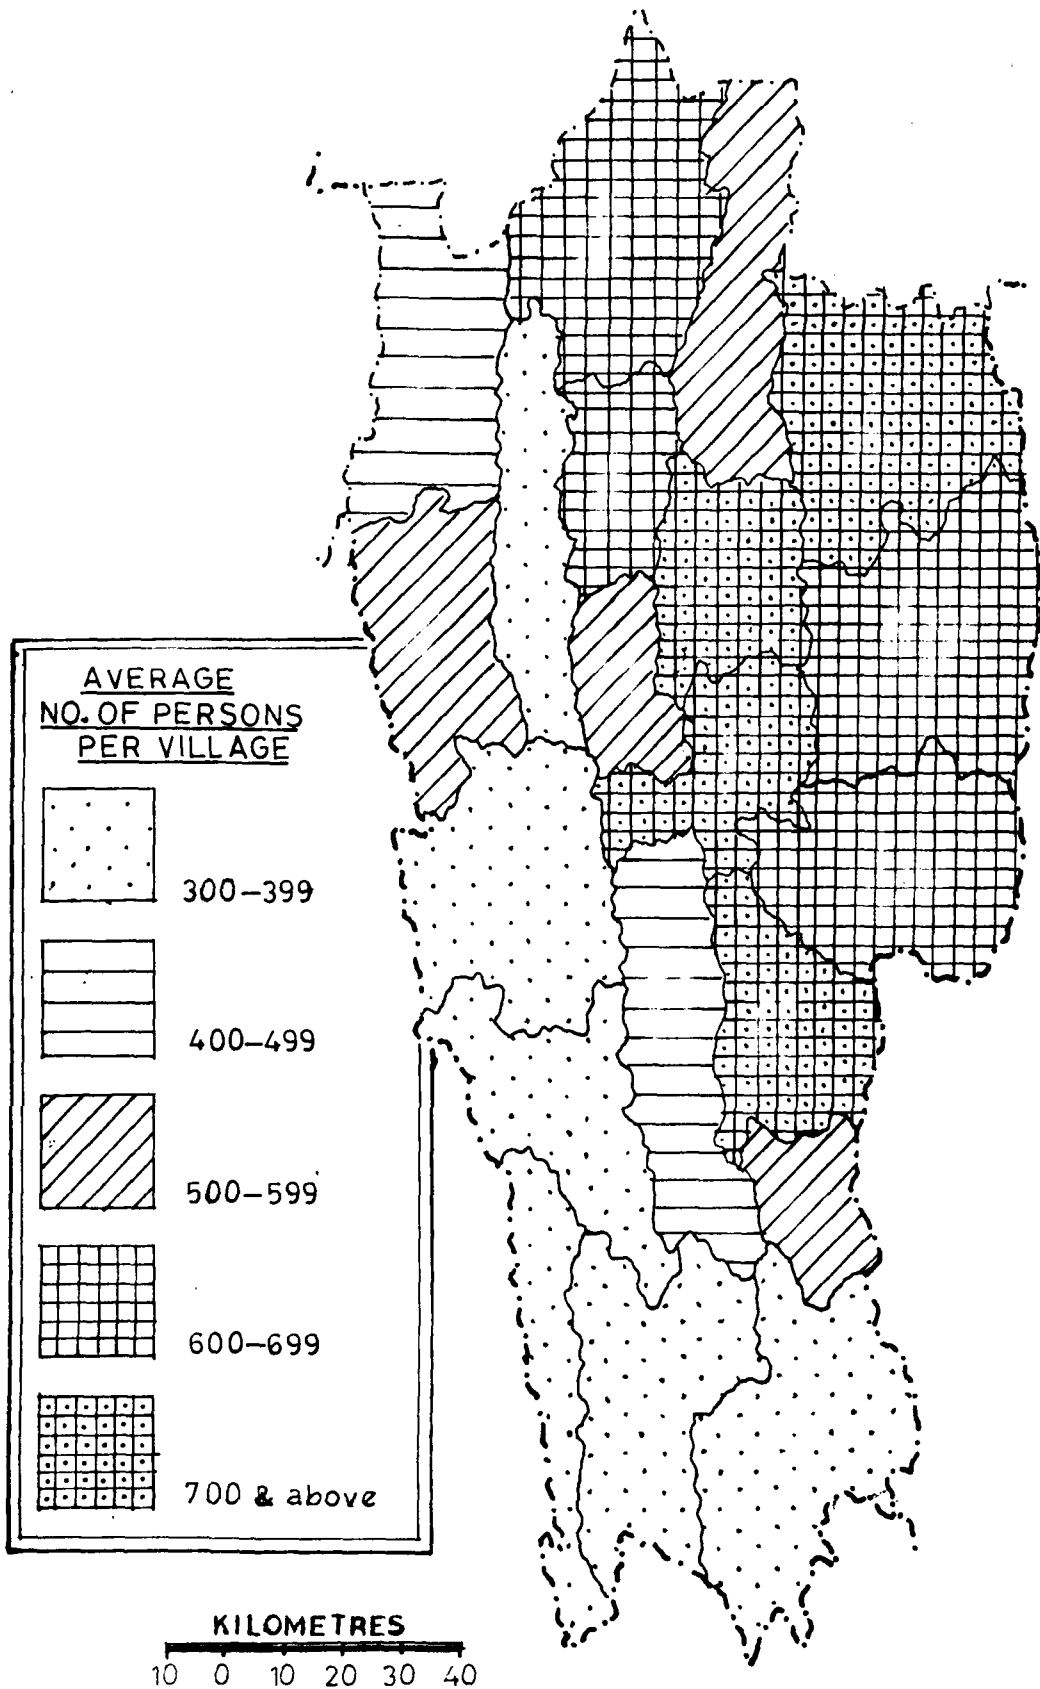 AVERAGE
NO. OF PERSONS
PER VILLAGE
300–399
400–499
500–599
600–699
700 & above
KILOMETRES
10 0 10 20 30 40